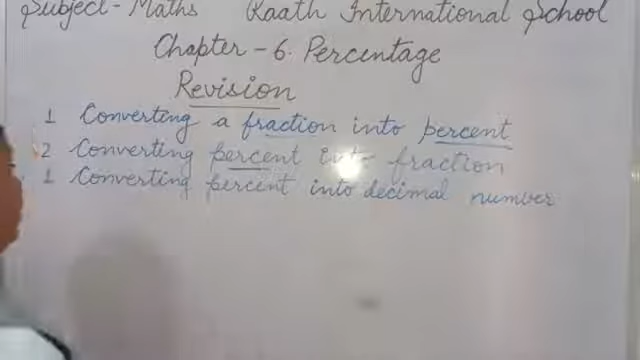 Subject - Maths Raath International School
Chapter - 6. Percentage
Revision
1 Converting a fraction into percent
2 Converting percent into fraction
1 Converting percent into decimal number